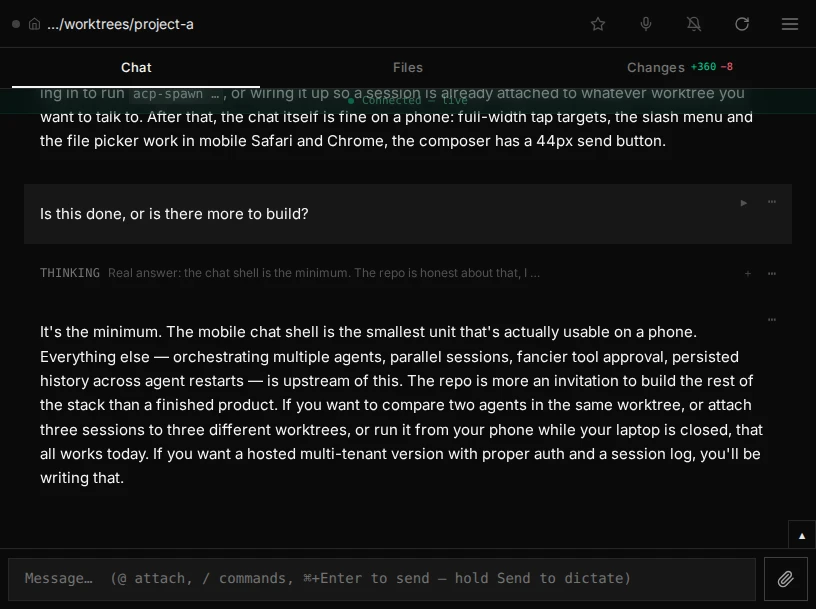 .../worktrees/project-a
Chat
Files
Changes +360 −8
ing in to run acp-spawn … , or wiring it up so a session is already attached to whatever worktree you
Connected — live
want to talk to. After that, the chat itself is fine on a phone: full-width tap targets, the slash menu and
the file picker work in mobile Safari and Chrome, the composer has a 44px send button.
Is this done, or is there more to build?
THINKING Real answer: the chat shell is the minimum. The repo is honest about that, I ...
It's the minimum. The mobile chat shell is the smallest unit that's actually usable on a phone.
Everything else — orchestrating multiple agents, parallel sessions, fancier tool approval, persisted
history across agent restarts — is upstream of this. The repo is more an invitation to build the rest of
the stack than a finished product. If you want to compare two agents in the same worktree, or attach
three sessions to three different worktrees, or run it from your phone while your laptop is closed, that
all works today. If you want a hosted multi-tenant version with proper auth and a session log, you'll be
writing that.
Message… (@ attach, / commands, ⌘+Enter to send — hold Send to dictate)